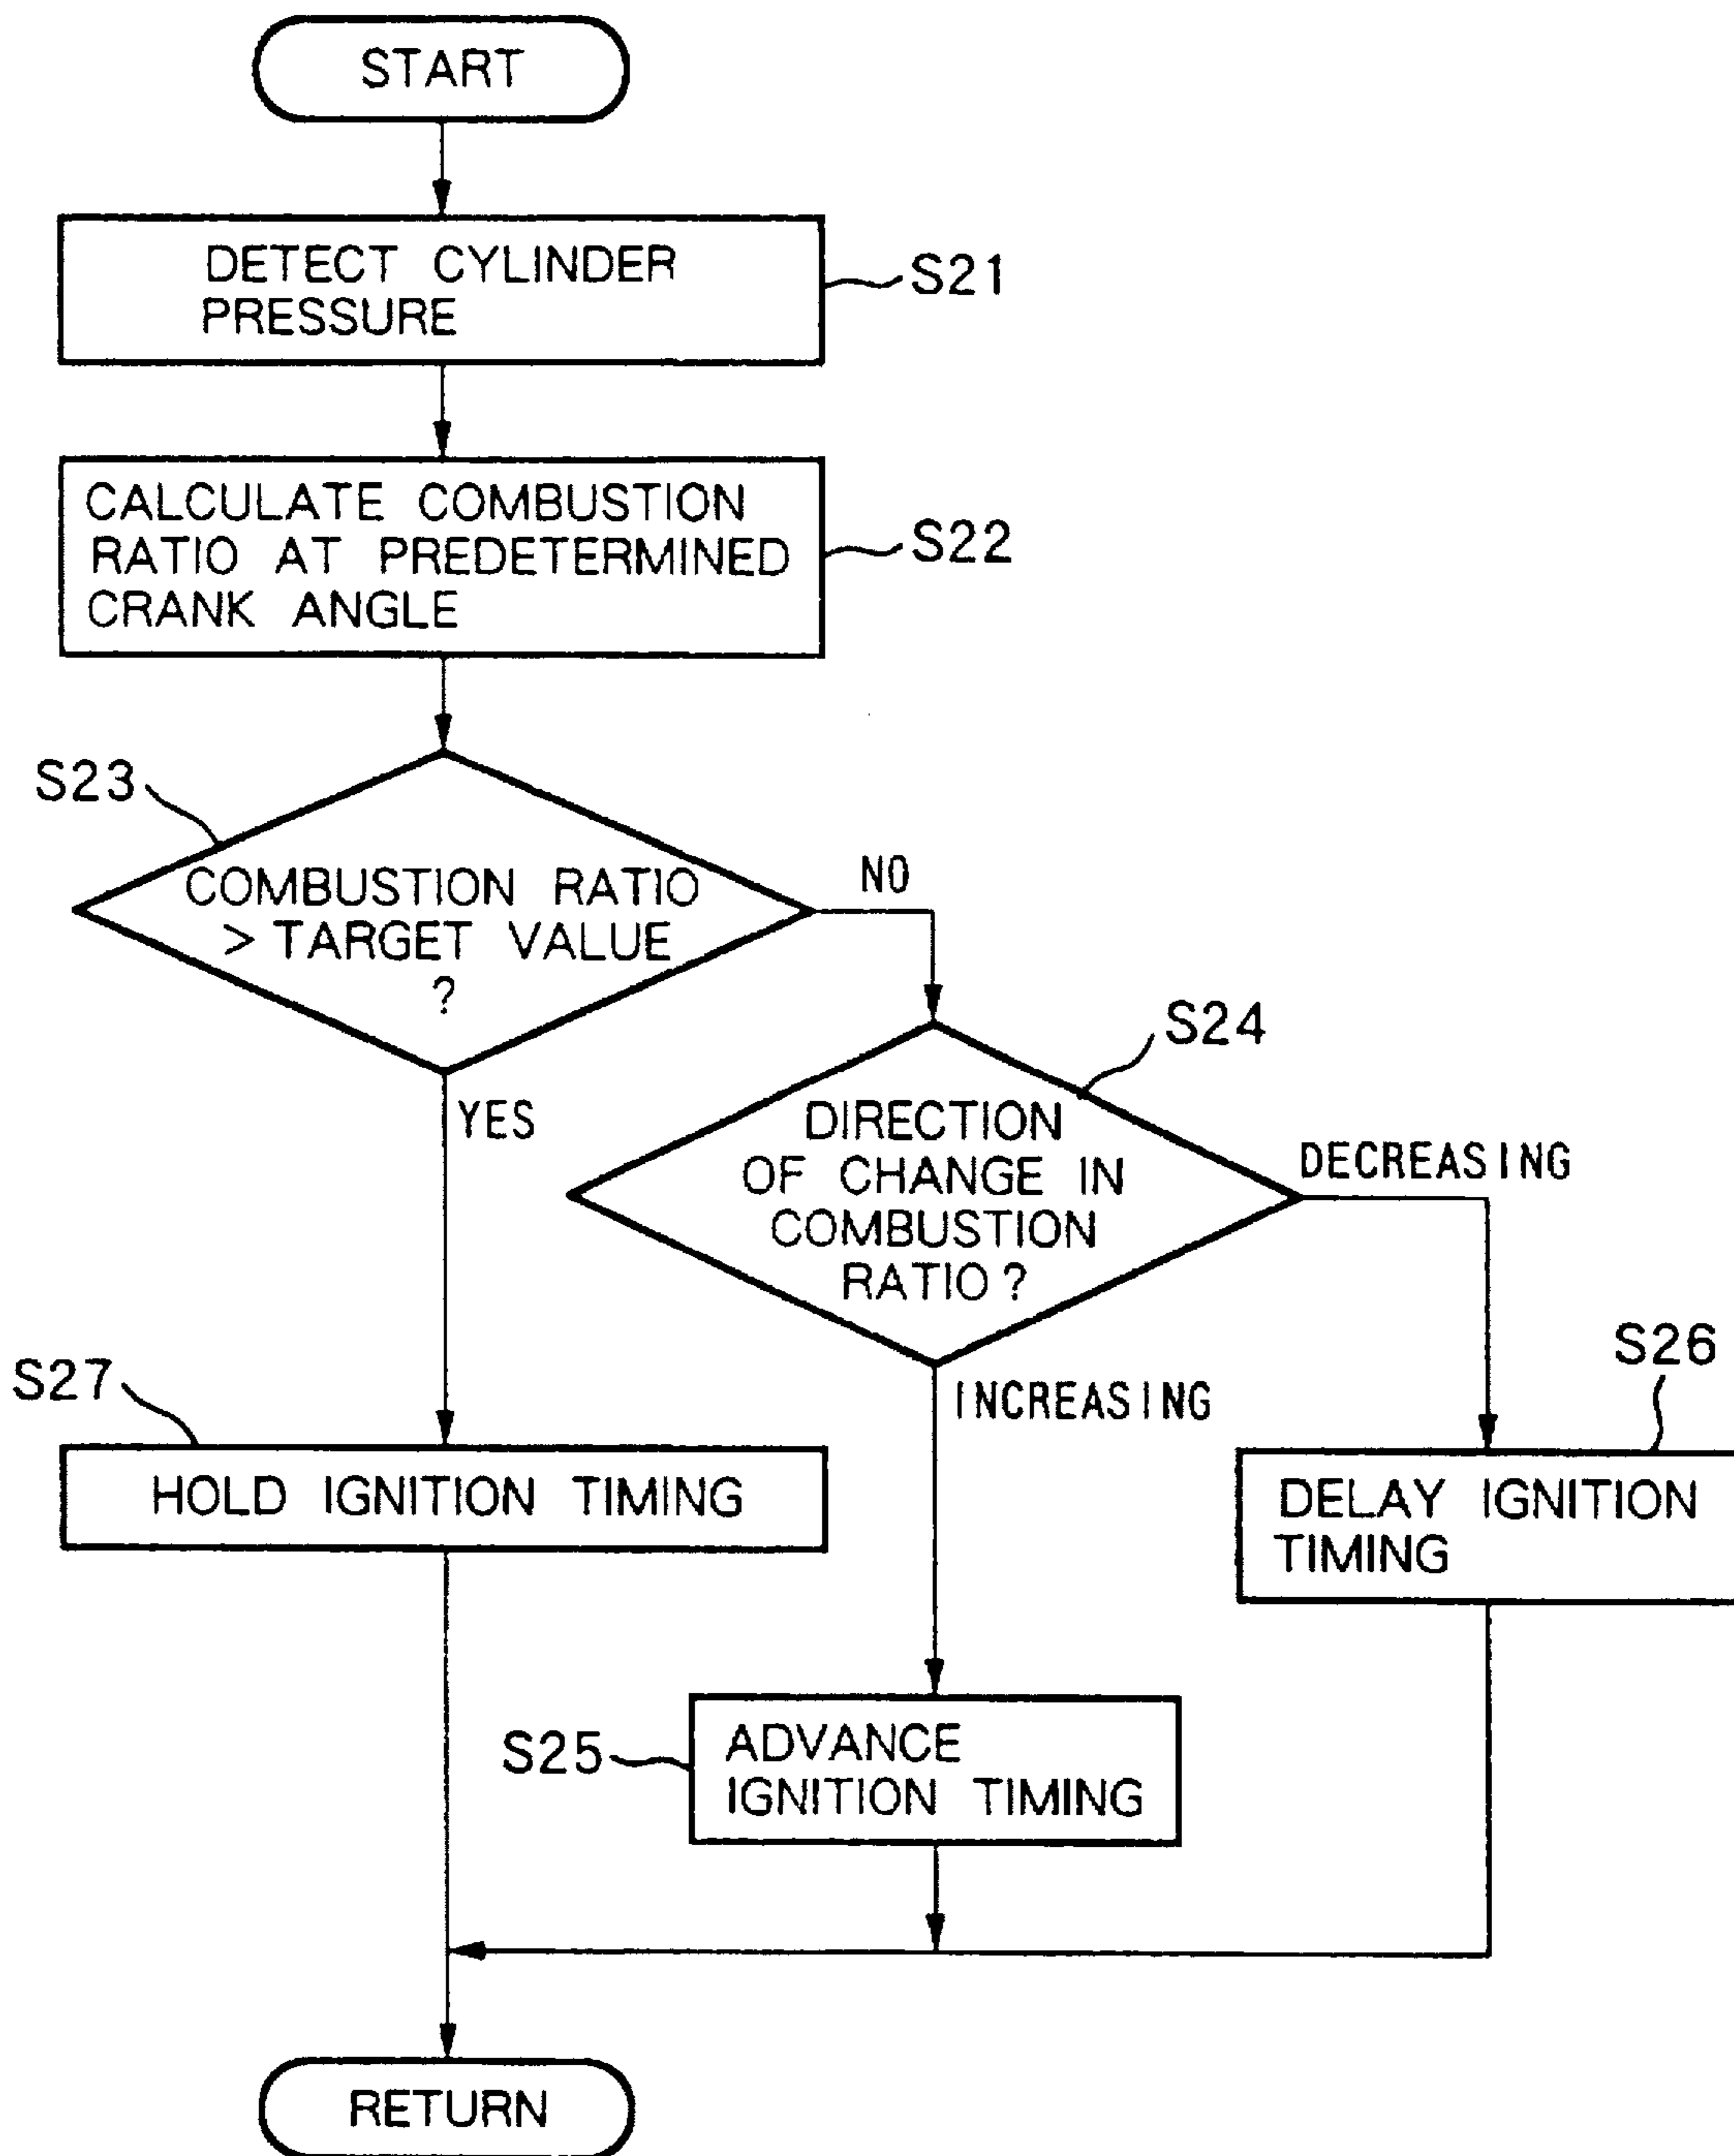 START
DETECT CYLINDER
PRESSURE
S21
CALCULATE COMBUSTION
RATIO AT PREDETERMINED
CRANK ANGLE
S22
S23
COMBUSTION RATIO
> TARGET VALUE
?
NO
YES
S24
DIRECTION
OF CHANGE IN
COMBUSTION
RATIO?
DECREASING
INCREASING
S27
HOLD IGNITION TIMING
S26
DELAY IGNITION
TIMING
S25
ADVANCE
IGNITION TIMING
RETURN